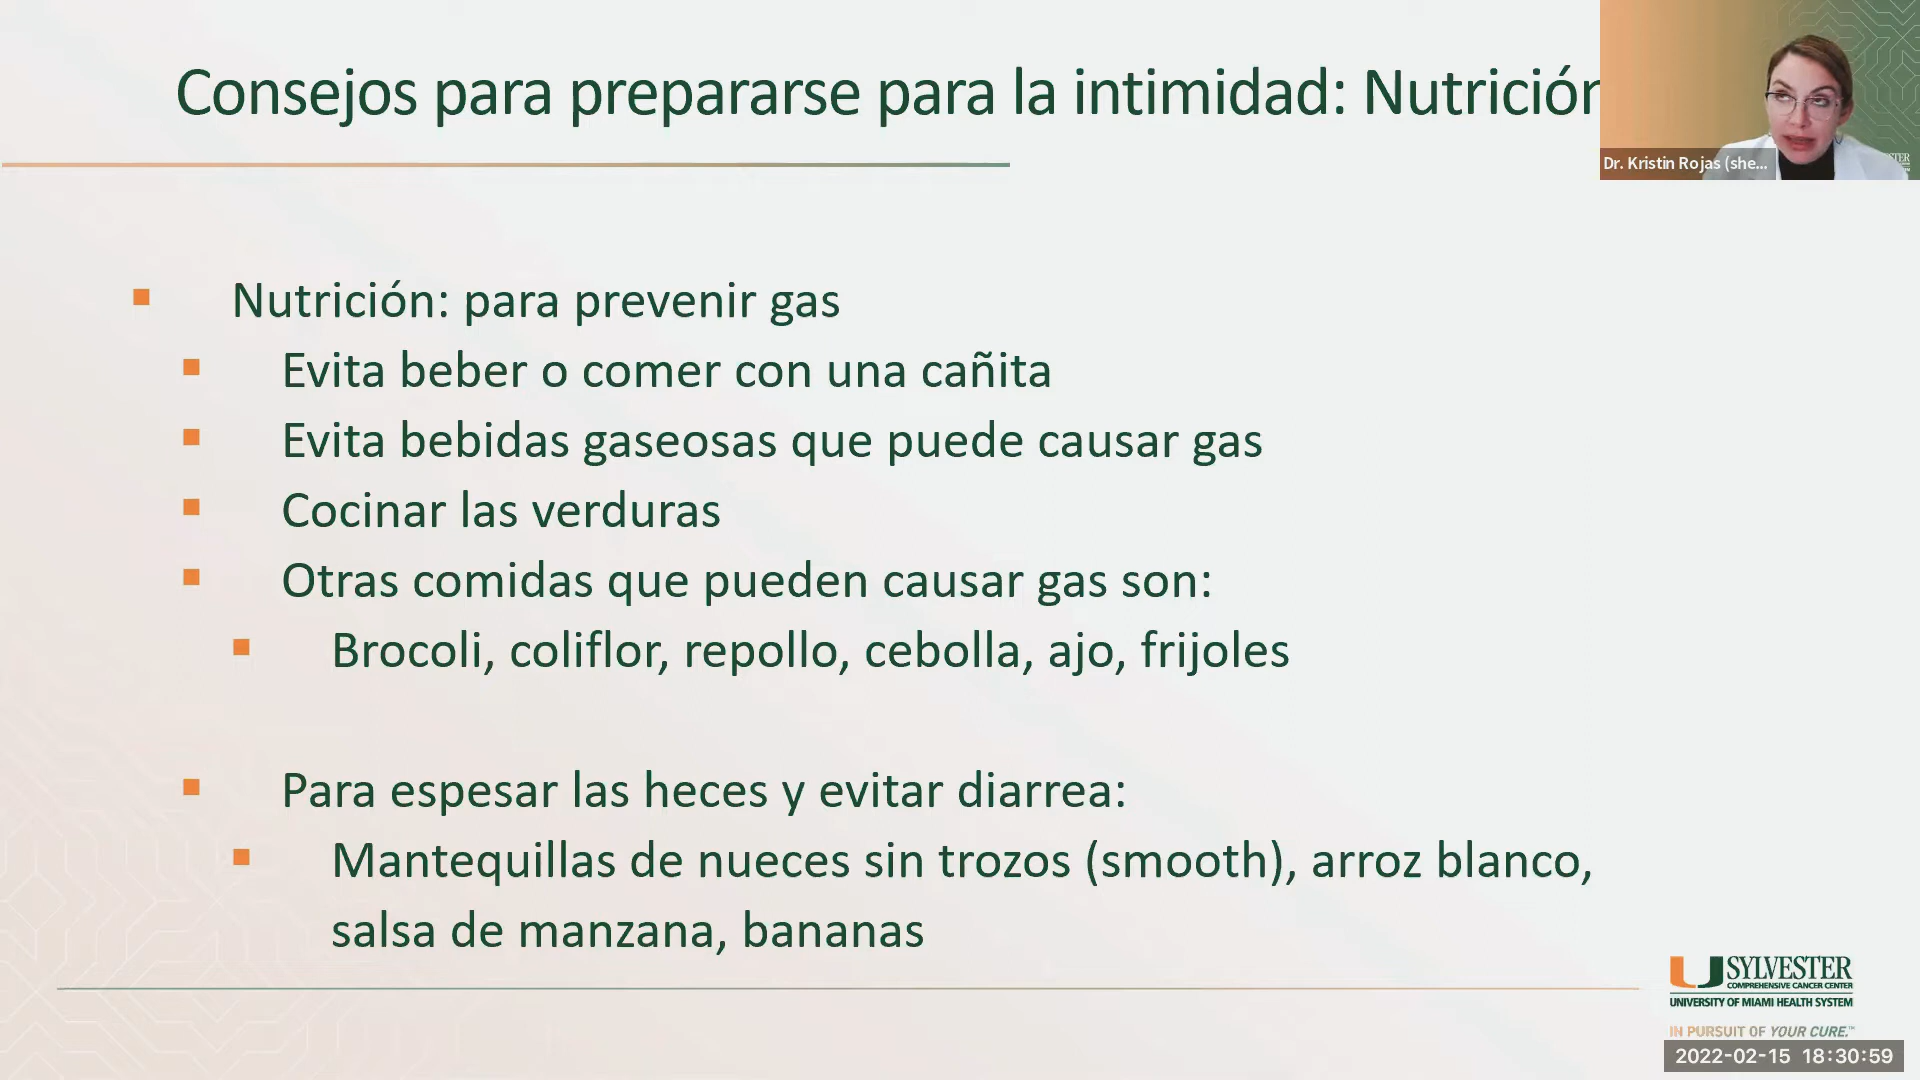 Consejos para prepararse para la intimidad: Nutrición
Dr. Kristin Rojas (she...
Nutrición: para prevenir gas
Evita beber o comer con una cañita
Evita bebidas gaseosas que puede causar gas
Cocinar las verduras
Otras comidas que pueden causar gas son:
Brocoli, coliflor, repollo, cebolla, ajo, frijoles
Para espesar las heces y evitar diarrea:
Mantequillas de nueces sin trozos (smooth), arroz blanco,
salsa de manzana, bananas
SYLVESTER
COMPREHENSIVE CANCER CENTER
UNIVERSITY OF MIAMI HEALTH SYSTEM
IN PURSUIT OF YOUR CURE.™
2022-02-15 18:30:59